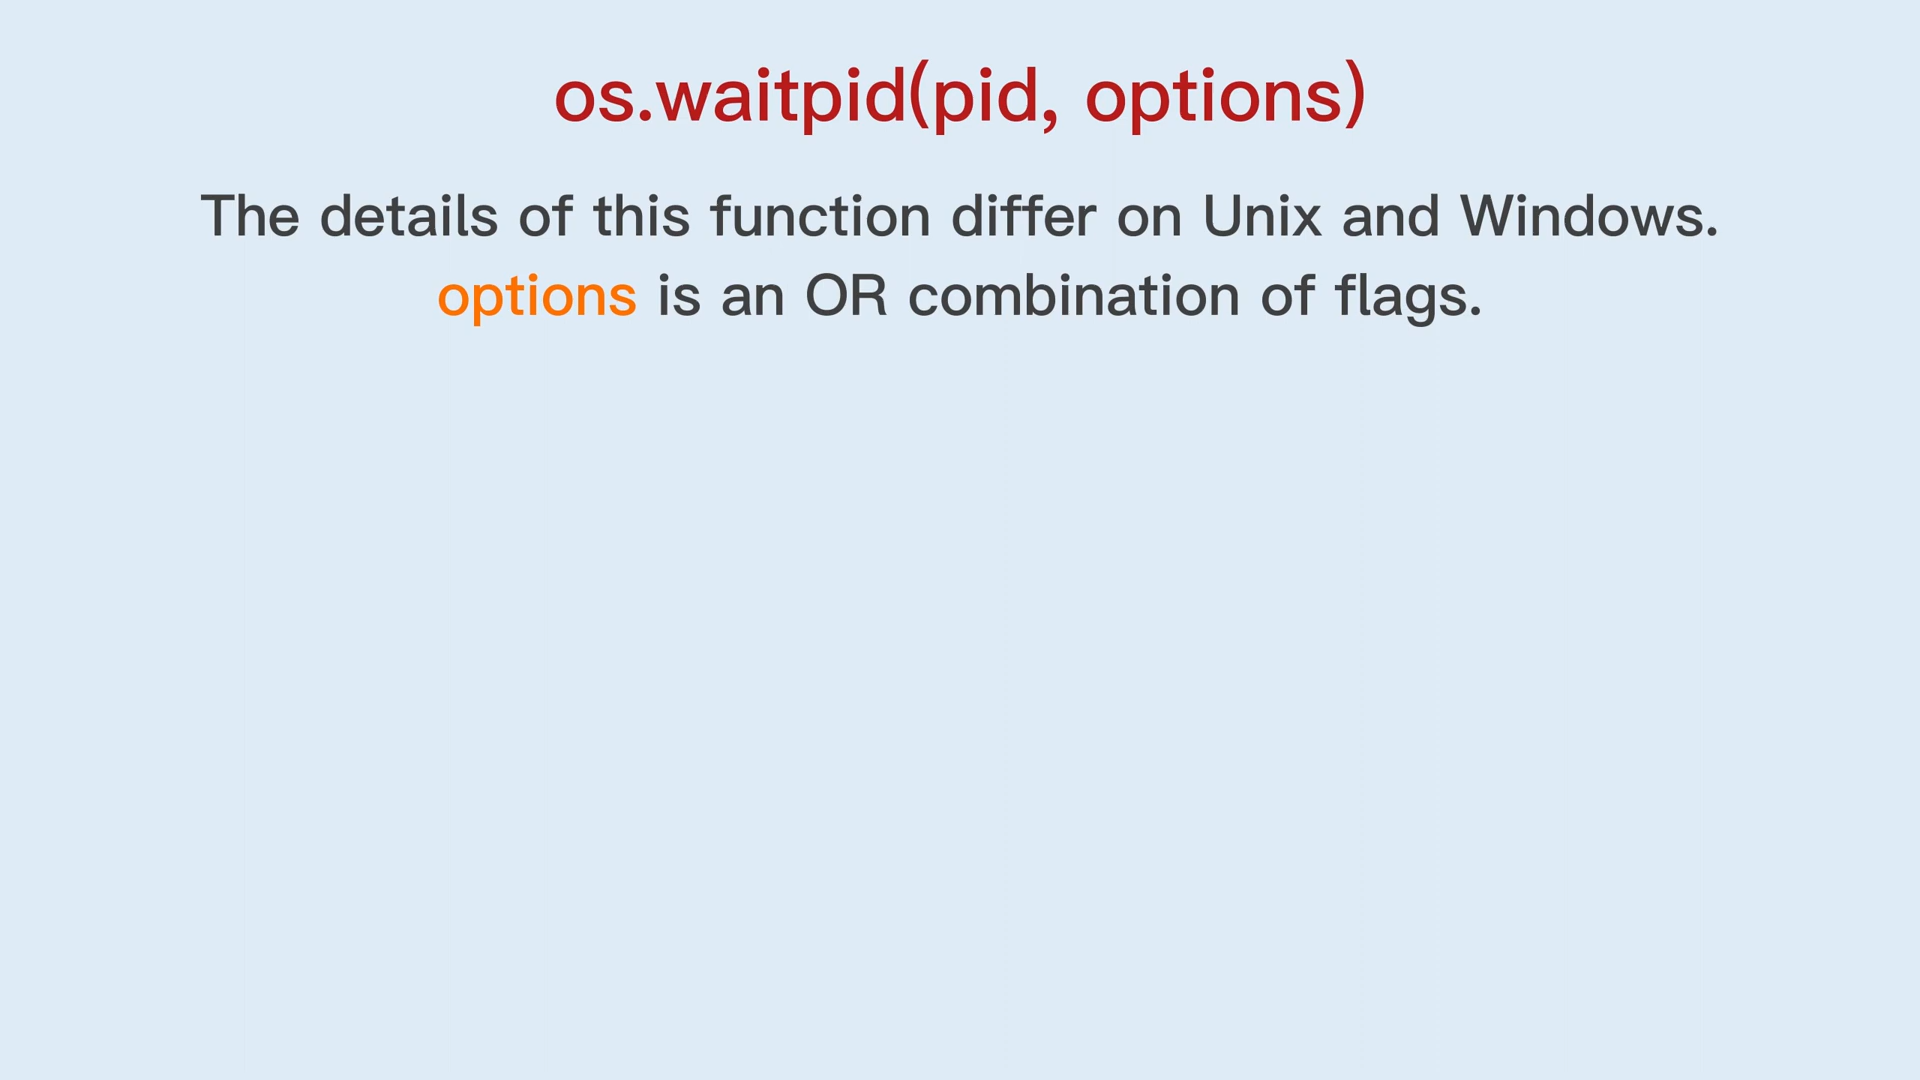 os.waitpid(pid, options)
The details of this function differ on Unix and Windows.
options is an OR combination of flags.